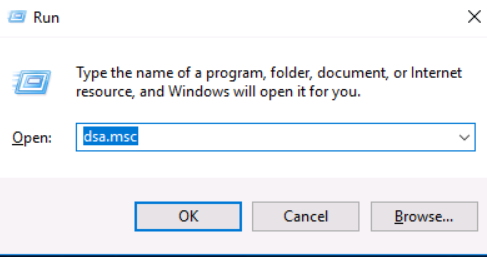 Run
Type the name of a program, folder, document, or Internet
resource, and Windows will open it for you.
Open: dsa.msc
OK Cancel Browse...